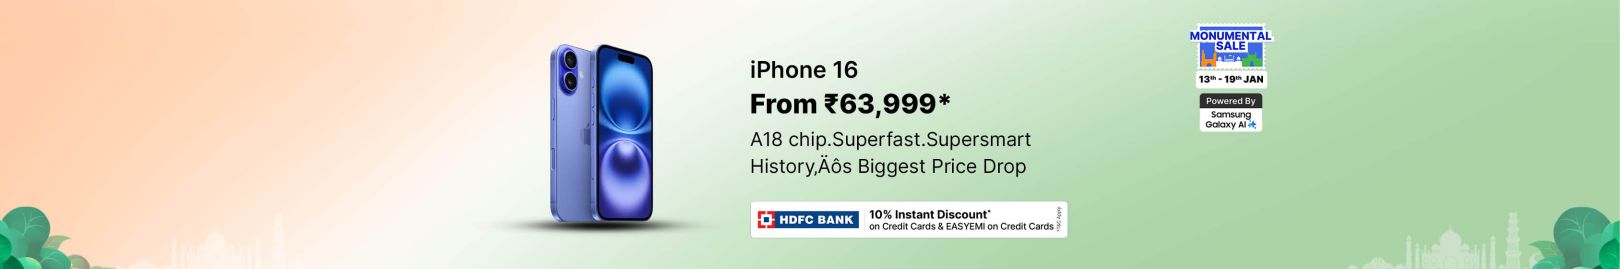 iPhone 16
From ₹63,999*
A18 chip.Superfast.Supersmart
History‚Äôs Biggest Price Drop
HDFC BANK
10% Instant Discount*
on Credit Cards & EASYEMI on Credit Cards
*T&C Apply
MONUMENTAL
SALE
13th - 19th JAN
Powered By
Samsung
Galaxy AI